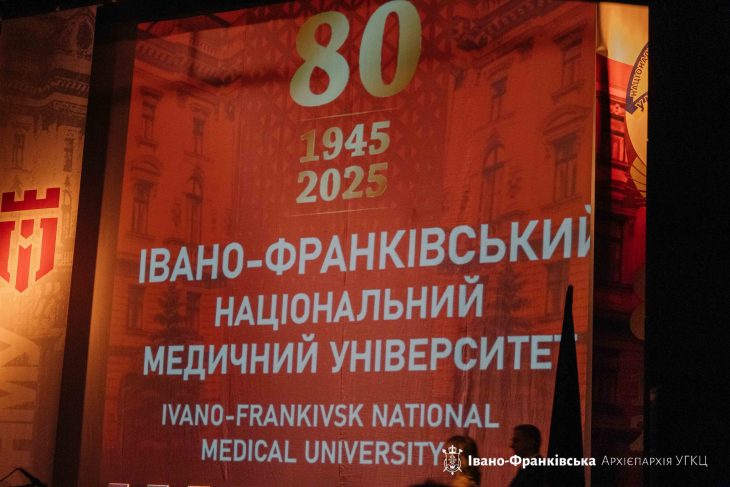 80
1945
2025
ІВАНО-ФРАНКІВСЬКИЙ
НАЦІОНАЛЬНИЙ
МЕДИЧНИЙ УНІВЕРСИТЕТ
IVANO-FRANKIVSK NATIONAL
MEDICAL UNIVERSITY
Івано-Франківська Архієпархія УГКЦ